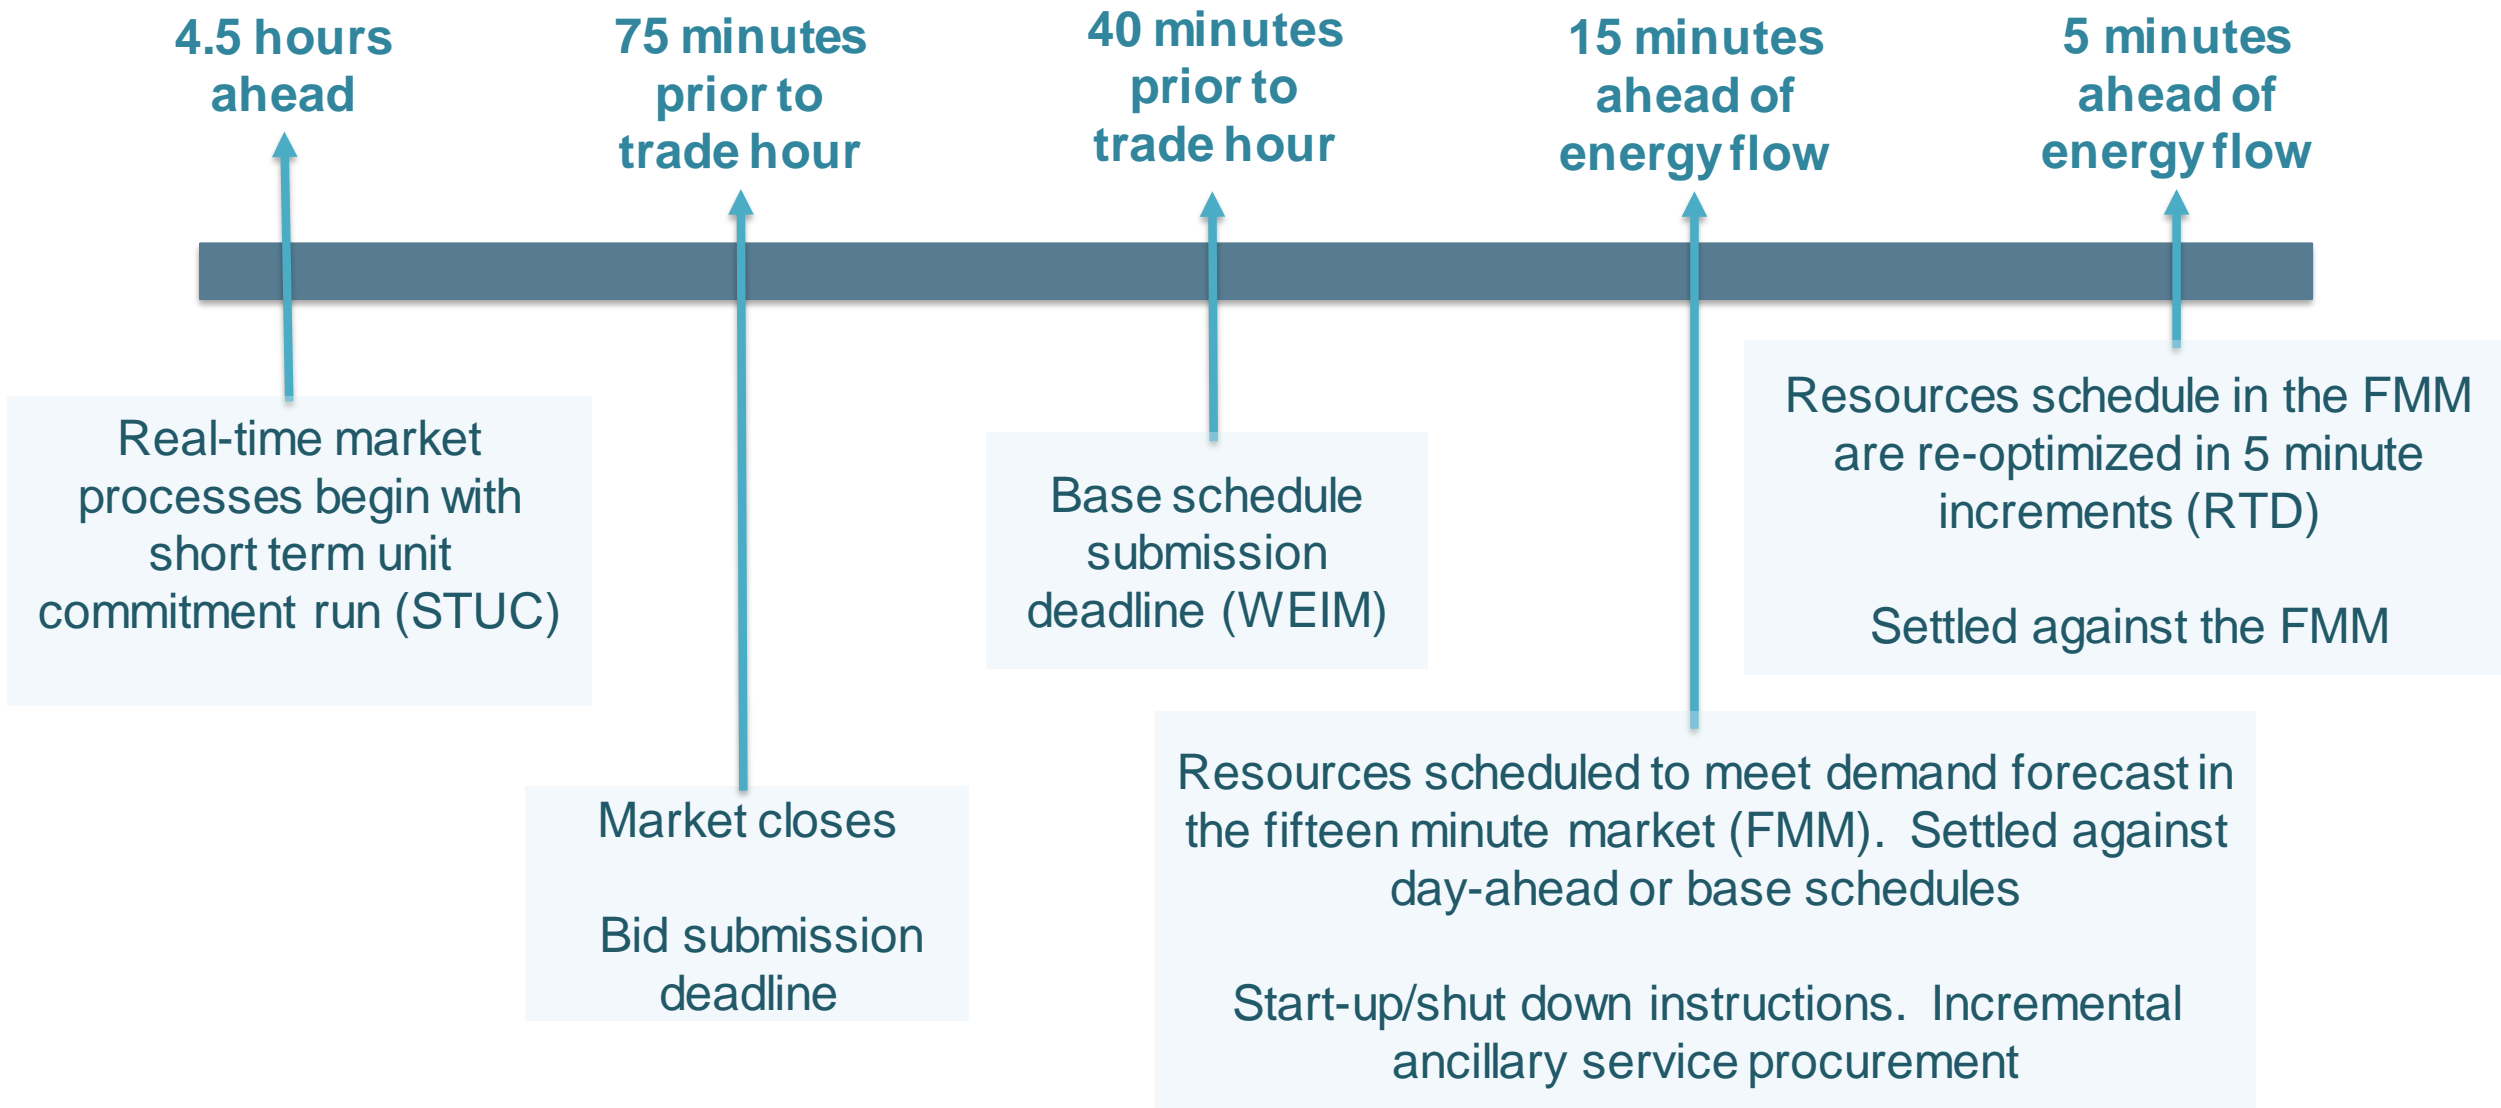 4.5 hours
ahead
75 minutes
prior to
trade hour
40 minutes
prior to
trade hour
15 minutes
ahead of
energy flow
5 minutes
ahead of
energy flow
Real-time market
processes begin with
short term unit
commitment run (STUC)
Market closes
Bid submission
deadline
Base schedule
submission
deadline (WEIM)
Resources scheduled to meet demand forecast in
the fifteen minute market (FMM). Settled against
day-ahead or base schedules
Start-up/shut down instructions. Incremental
ancillary service procurement
Resources schedule in the FMM
are re-optimized in 5 minute
increments (RTD)
Settled against the FMM